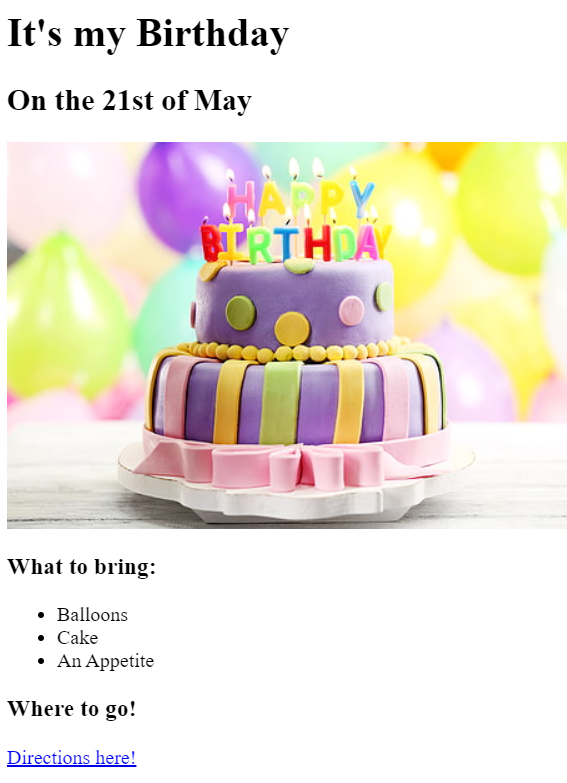 It's my Birthday
On the 21st of May
HAPPY
BIRTHDAY
What to bring:
Balloons
Cake
An Appetite
Where to go!
Directions here!